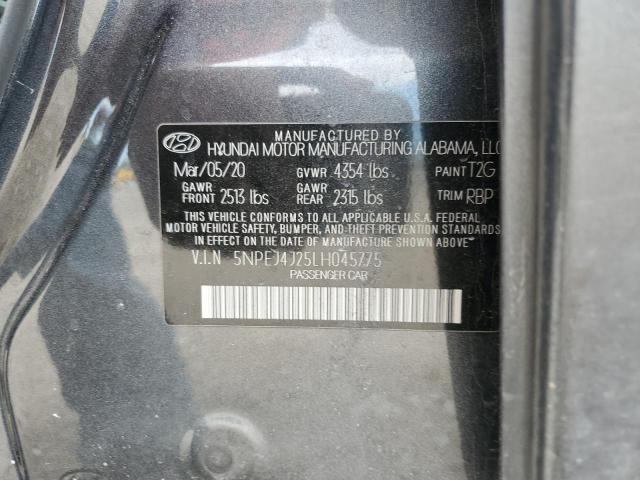 MANUFACTURED BY
HYUNDAI MOTOR MANUFACTURING ALABAMA, LLC
Mar/05/20 GVWR 4354 lbs PAINT T2G
GAWR FRONT 2513 lbs GAWR REAR 2315 lbs TRIM RBP
THIS VEHICLE CONFORMS TO ALL APPLICABLE U.S.A. FEDERAL
MOTOR VEHICLE SAFETY, BUMPER, AND THEFT PREVENTION
STANDARDS IN EFFECT ON THE DATE OF MANUFACTURE SHOWN
ABOVE.
V.I.N 5NPEJ4J25LH045775
PASSENGER CAR